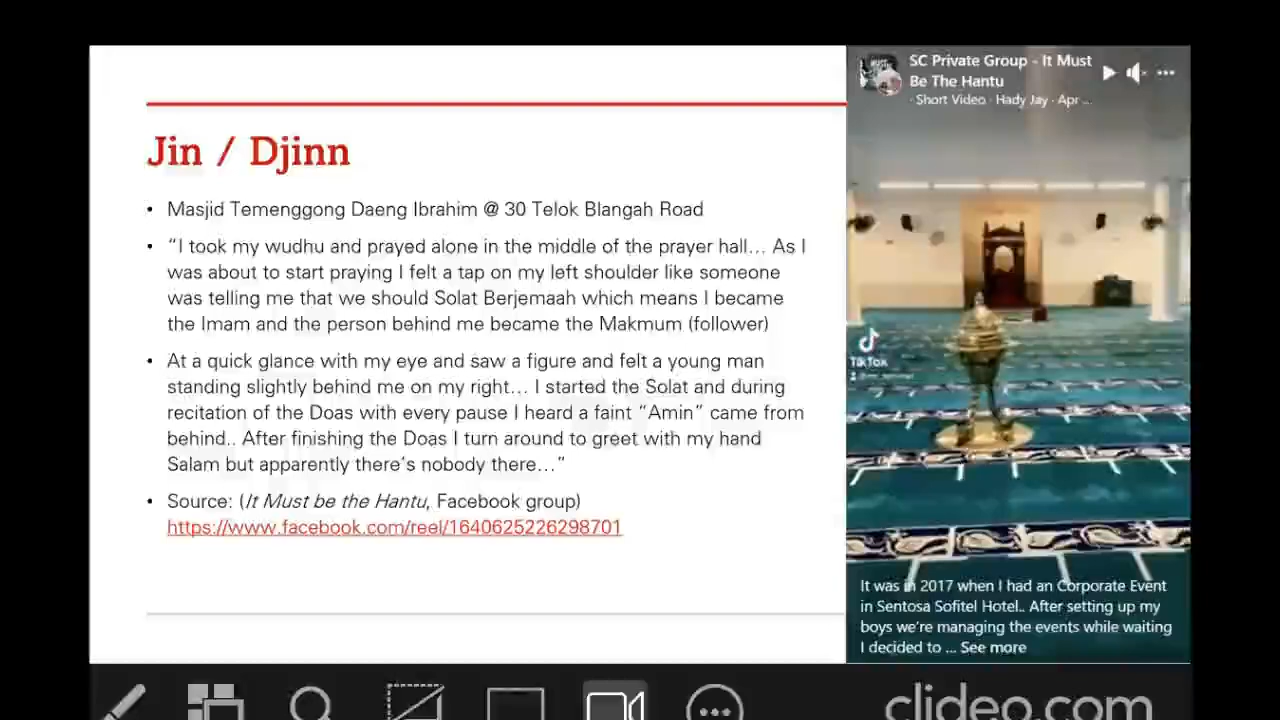 Jin / Djinn
• Masjid Temenggong Daeng Ibrahim @ 30 Telok Blangah Road
• “I took my wudhu and prayed alone in the middle of the prayer hall… As I
was about to start praying I felt a tap on my left shoulder like someone
was telling me that we should Solat Berjemaah which means I became
the Imam and the person behind me became the Makmum (follower)
• At a quick glance with my eye and saw a figure and felt a young man
standing slightly behind me on my right… I started the Solat and during
recitation of the Doas with every pause I heard a faint “Amin” came from
behind.. After finishing the Doas I turn around to greet with my hand
Salam but apparently there’s nobody there…”
• Source: (It Must be the Hantu, Facebook group)
https://www.facebook.com/reel/1640625226298701
SC Private Group - It Must
Be The Hantu
· Short Video · Hady Jay · Apr ...
TikTok
It was in 2017 when I had an Corporate Event
in Sentosa Sofitel Hotel.. After setting up my
boys we’re managing the events while waiting
I decided to ... See more
clideo.com